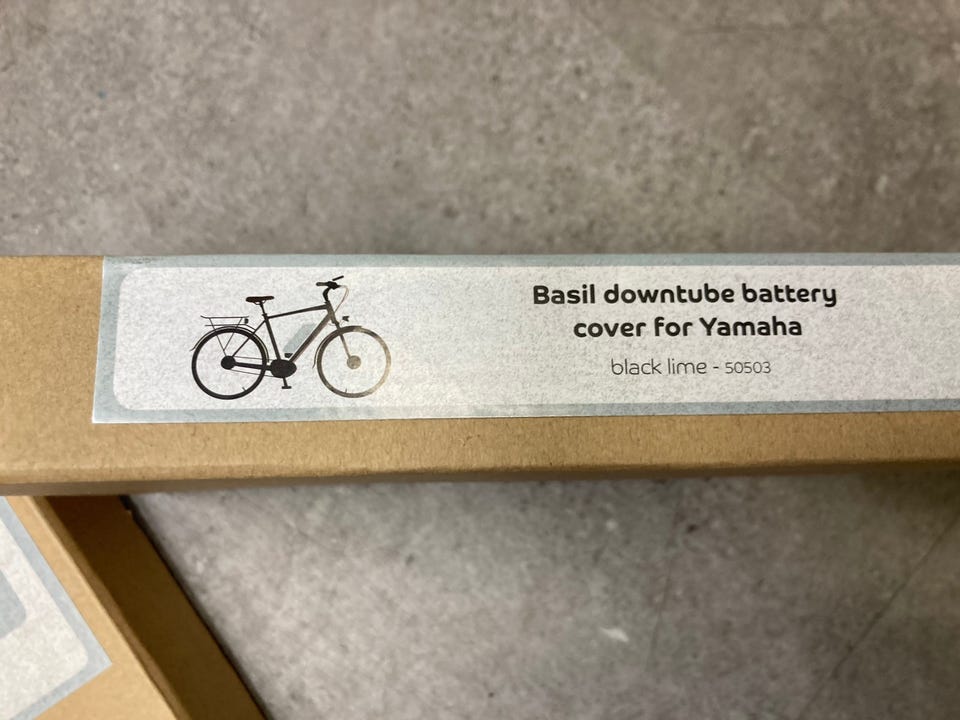 Basil downtube battery
cover for Yamaha
black lime - 50503